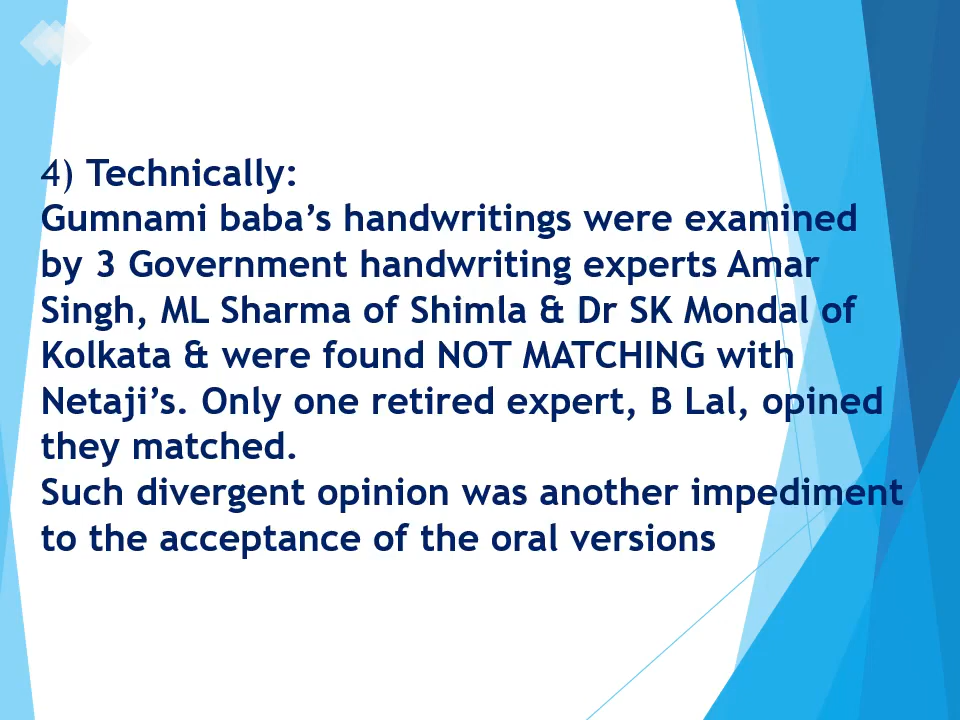 4) Technically:
Gumnami baba’s handwritings were examined
by 3 Government handwriting experts Amar
Singh, ML Sharma of Shimla & Dr SK Mondal of
Kolkata & were found NOT MATCHING with
Netaji’s. Only one retired expert, B Lal, opined
they matched.
Such divergent opinion was another impediment
to the acceptance of the oral versions